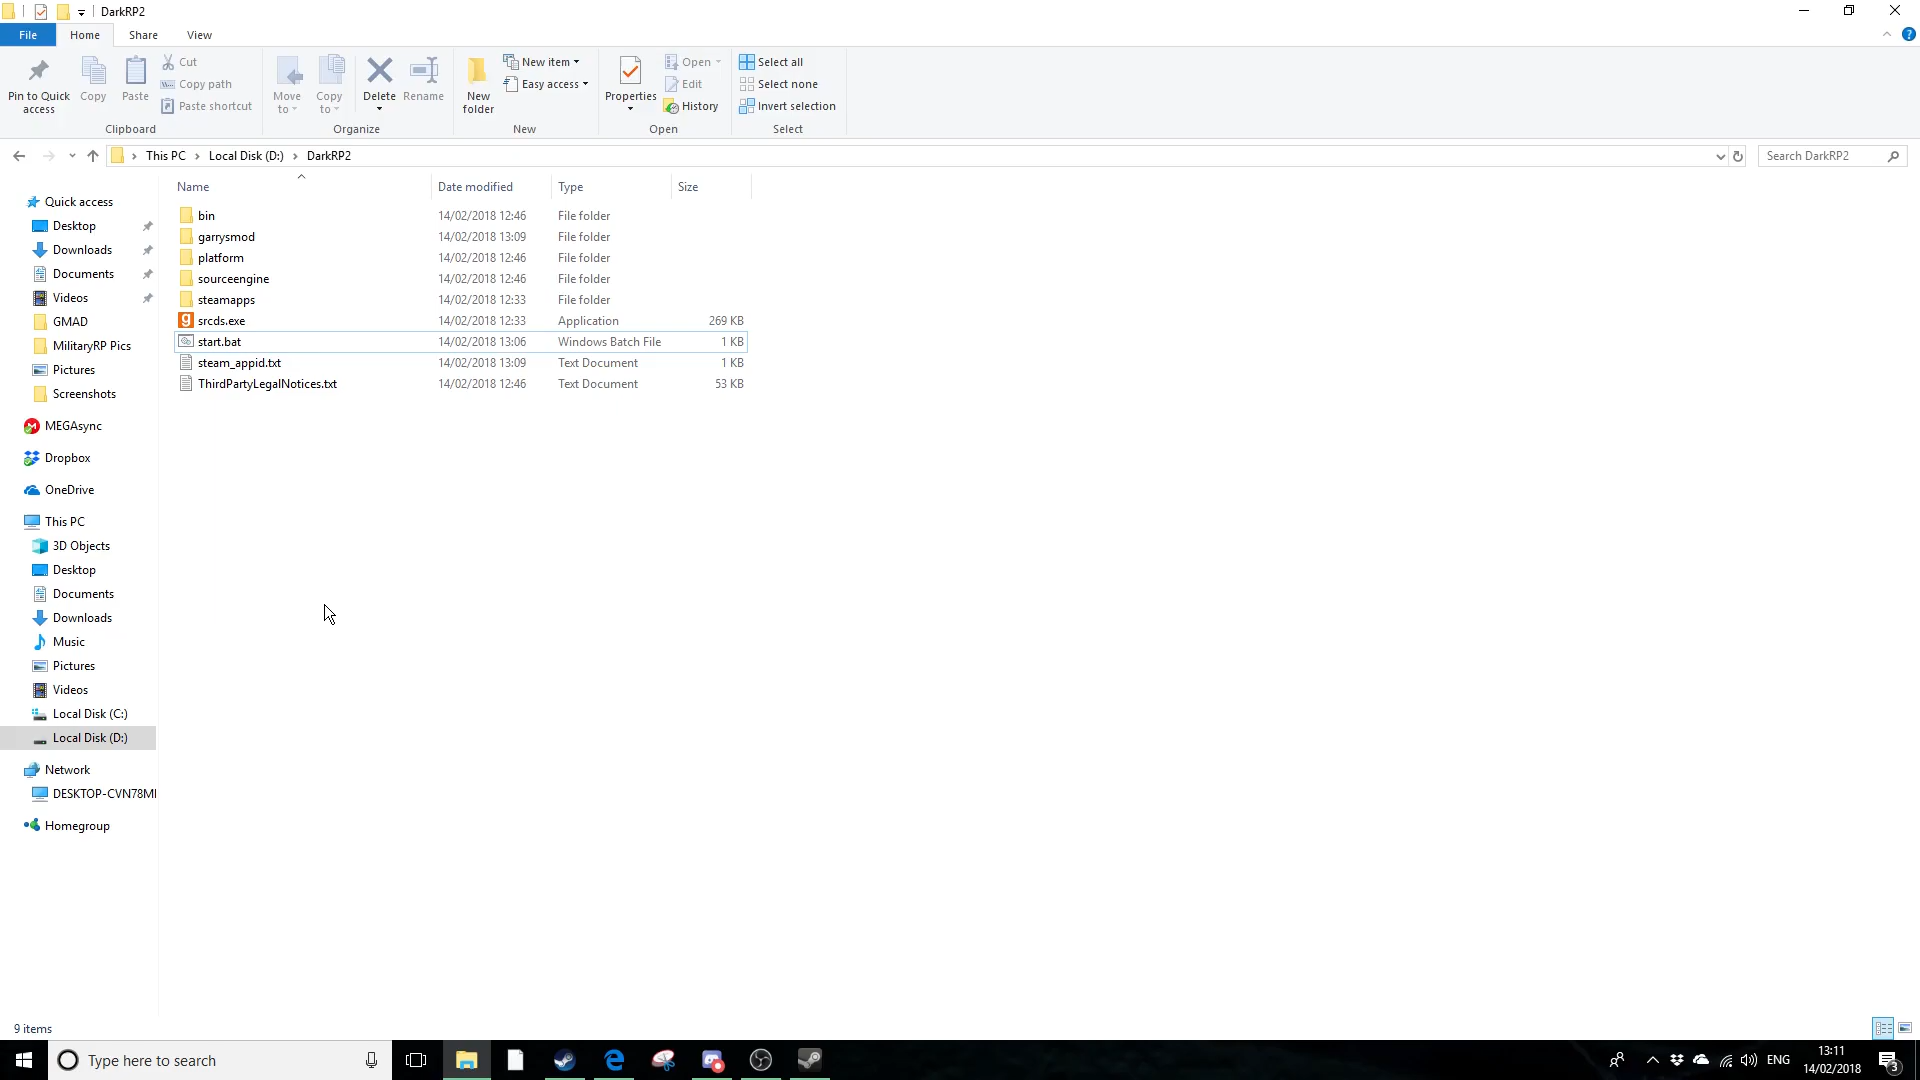 DarkRP2
File Home Share View
Pin to Quick access
Copy
Paste
Cut
Copy path
Paste shortcut
Clipboard
Move to
Copy to
Delete
Rename
Organize
New folder
New item
Easy access
New
Properties
Open
Edit
History
Open
Select all
Select none
Invert selection
Select
This PC Local Disk (D:) DarkRP2
Search DarkRP2
Name Date modified Type Size
bin 14/02/2018 12:46 File folder
garrysmod 14/02/2018 13:09 File folder
platform 14/02/2018 12:46 File folder
sourceengine 14/02/2018 12:46 File folder
steamapps 14/02/2018 12:33 File folder
srcds.exe 14/02/2018 12:33 Application 269 KB
start.bat 14/02/2018 13:06 Windows Batch File 1 KB
steam_appid.txt 14/02/2018 13:09 Text Document 1 KB
ThirdPartyLegalNotices.txt 14/02/2018 12:46 Text Document 53 KB
Quick access
Desktop
Downloads
Documents
Videos
GMAD
MilitaryRP Pics
Pictures
Screenshots
MEGAsync
Dropbox
OneDrive
This PC
3D Objects
Desktop
Documents
Downloads
Music
Pictures
Videos
Local Disk (C:)
Local Disk (D:)
Network
DESKTOP-CVN78MI
Homegroup
9 items
Type here to search
ENG
13:11
14/02/2018
3